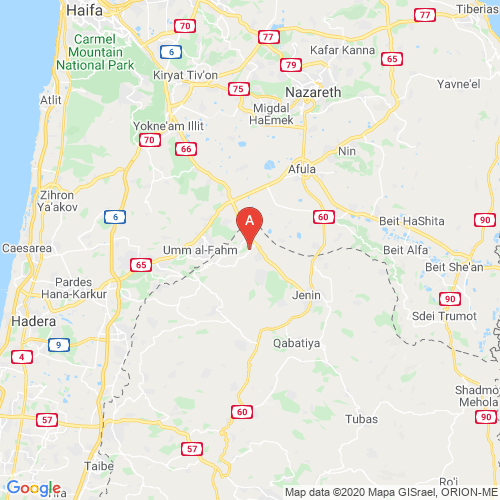 Haifa
70
77
77
Tiberias
Carmel
Mountain
National Park
6
Kafar Kanna
65
79
Kiryat Tiv'on
75
Nazareth
Yavne'el
Atlit
Migdal
HaEmek
Yokne'am Illit
70
66
Nin
Afula
Zihron
Ya'akov
6
60
Beit HaShita
90
A
Caesarea
Umm al-Fahm
Beit Alfa
65
Beit She'an
Pardes
Hana-Karkur
Jenin
90
Hadera
Sdei Trumot
9
4
Qabatiya
Shadmo
Mehola
60
57
Tubas
90
57
Taibe
Ro'i
Google
Map data ©2020 Mapa GISrael, ORION-ME